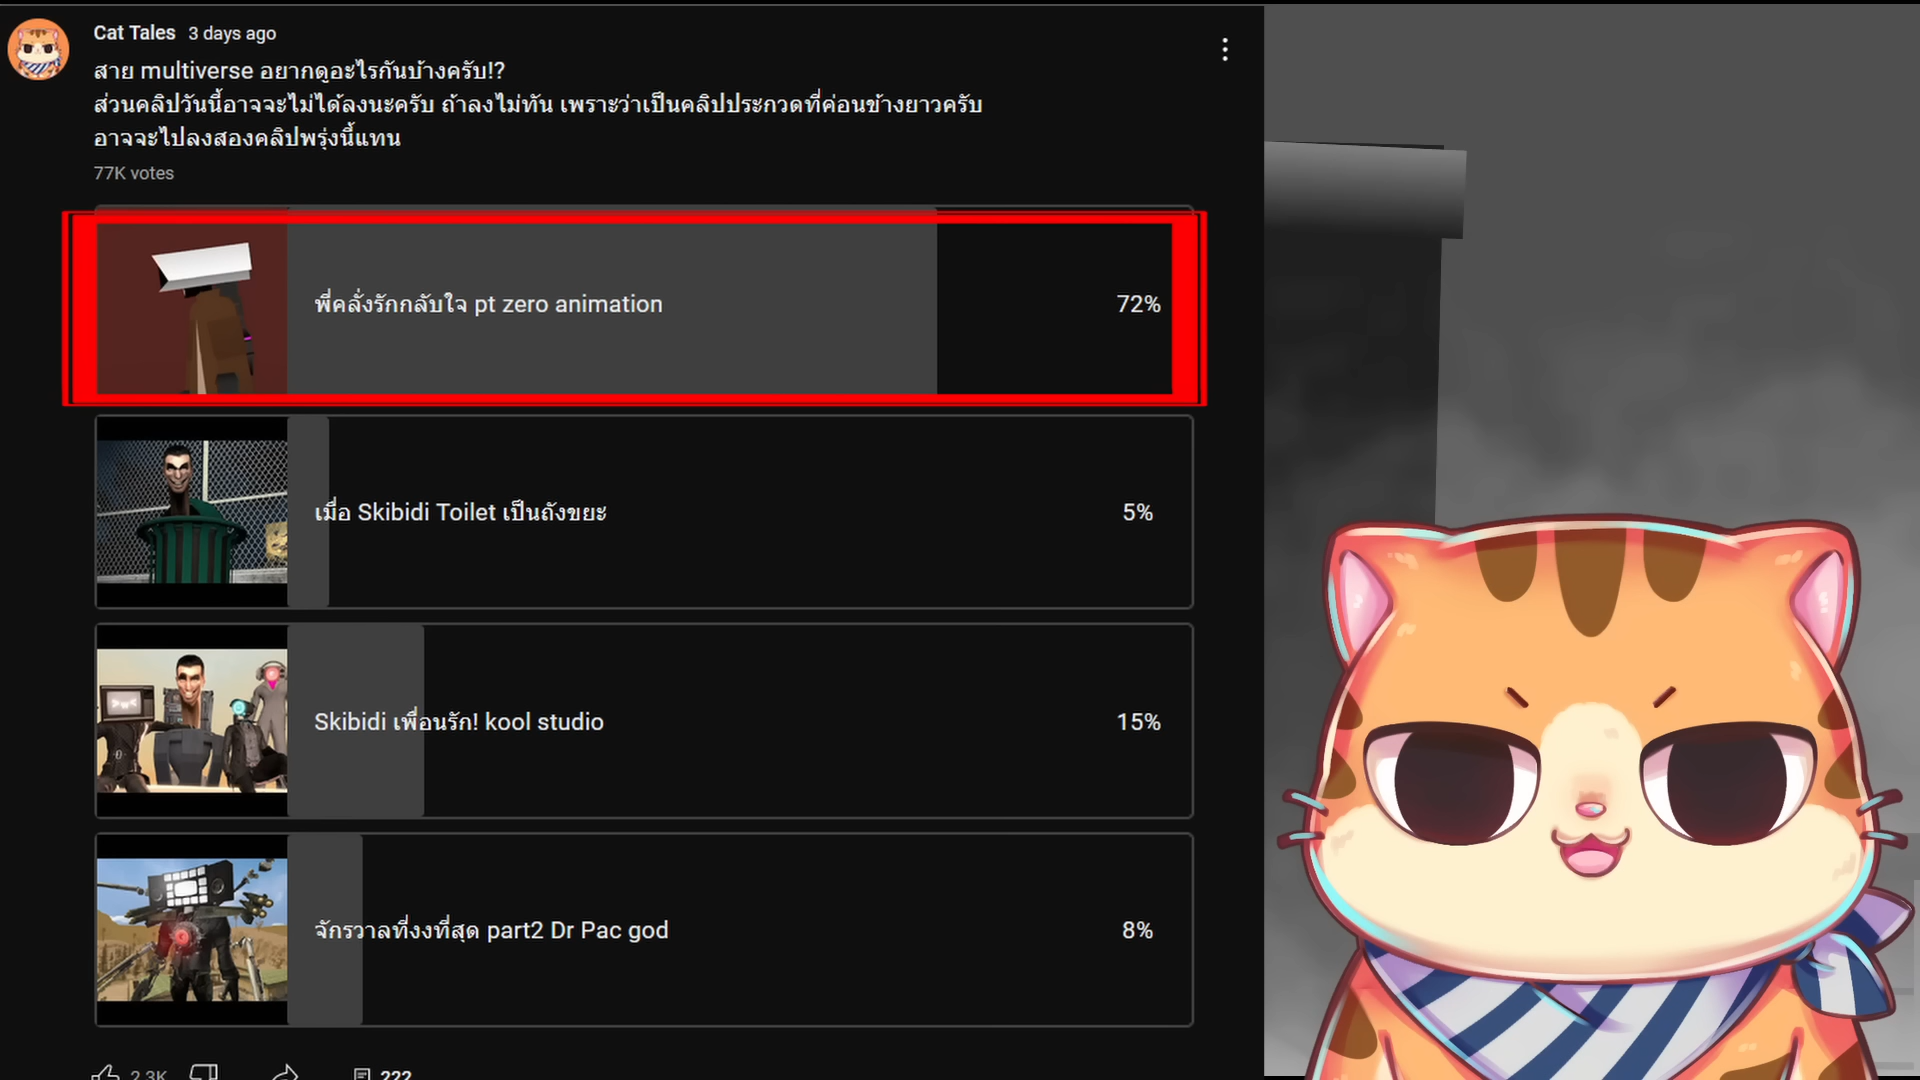 Cat Tales 3 days ago
สาย multiverse อยากดูอะไรกันบ้างครับ!?
ส่วนคลิปวันนี้อาจจะไม่ได้ลงนะครับ ถ้าลงไม่ทัน เพราะว่าเป็นคลิปประกวดที่ค่อนข้างยาวครับ
อาจจะไปลงสองคลิปพรุ่งนี้แทน
77K votes
พี่คลั่งรักกลับใจ pt zero animation 72%
เมื่อ Skibidi Toilet เป็นถังขยะ 5%
Skibidi เพื่อนรัก! kool studio 15%
จักรวาลที่งงที่สุด part2 Dr Pac god 8%
2.3K 222